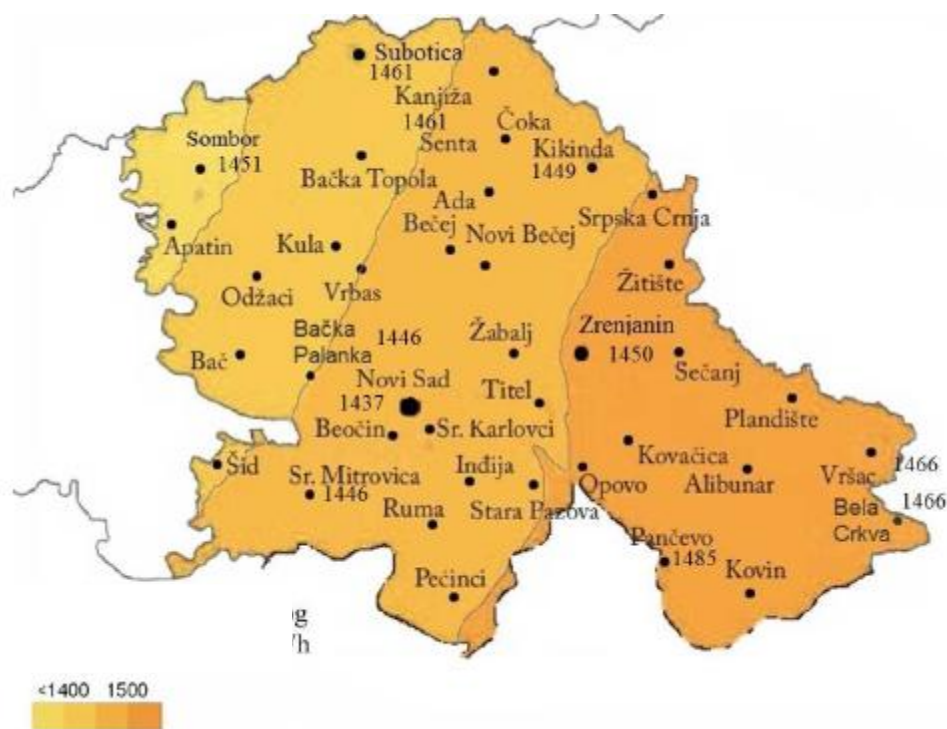 Subotica
1461
Kanjiža
1461
Čoka
Sombor
1451
Senta
Kikinda
1449
Bačka Topola
Ada
Srpska Crnja
Apatin
Kula
Bečej
Novi Bečej
Odžaci
Vrbas
Žitište
Bačka
Palanka
1446
Žabalj
Zrenjanin
1450
Bač
Sečanj
Novi Sad
1437
Titel
Plandište
Beočin
Sr. Karlovci
Šid
Sr. Mitrovica
1446
Inđija
Opovo
Kovačica
Alibunar
Vršac
1466
Ruma
Stara Pazova
Bela
Crkva
1466
Pančevo
1485
Pećinci
Kovin
og
/h
<1400 1500